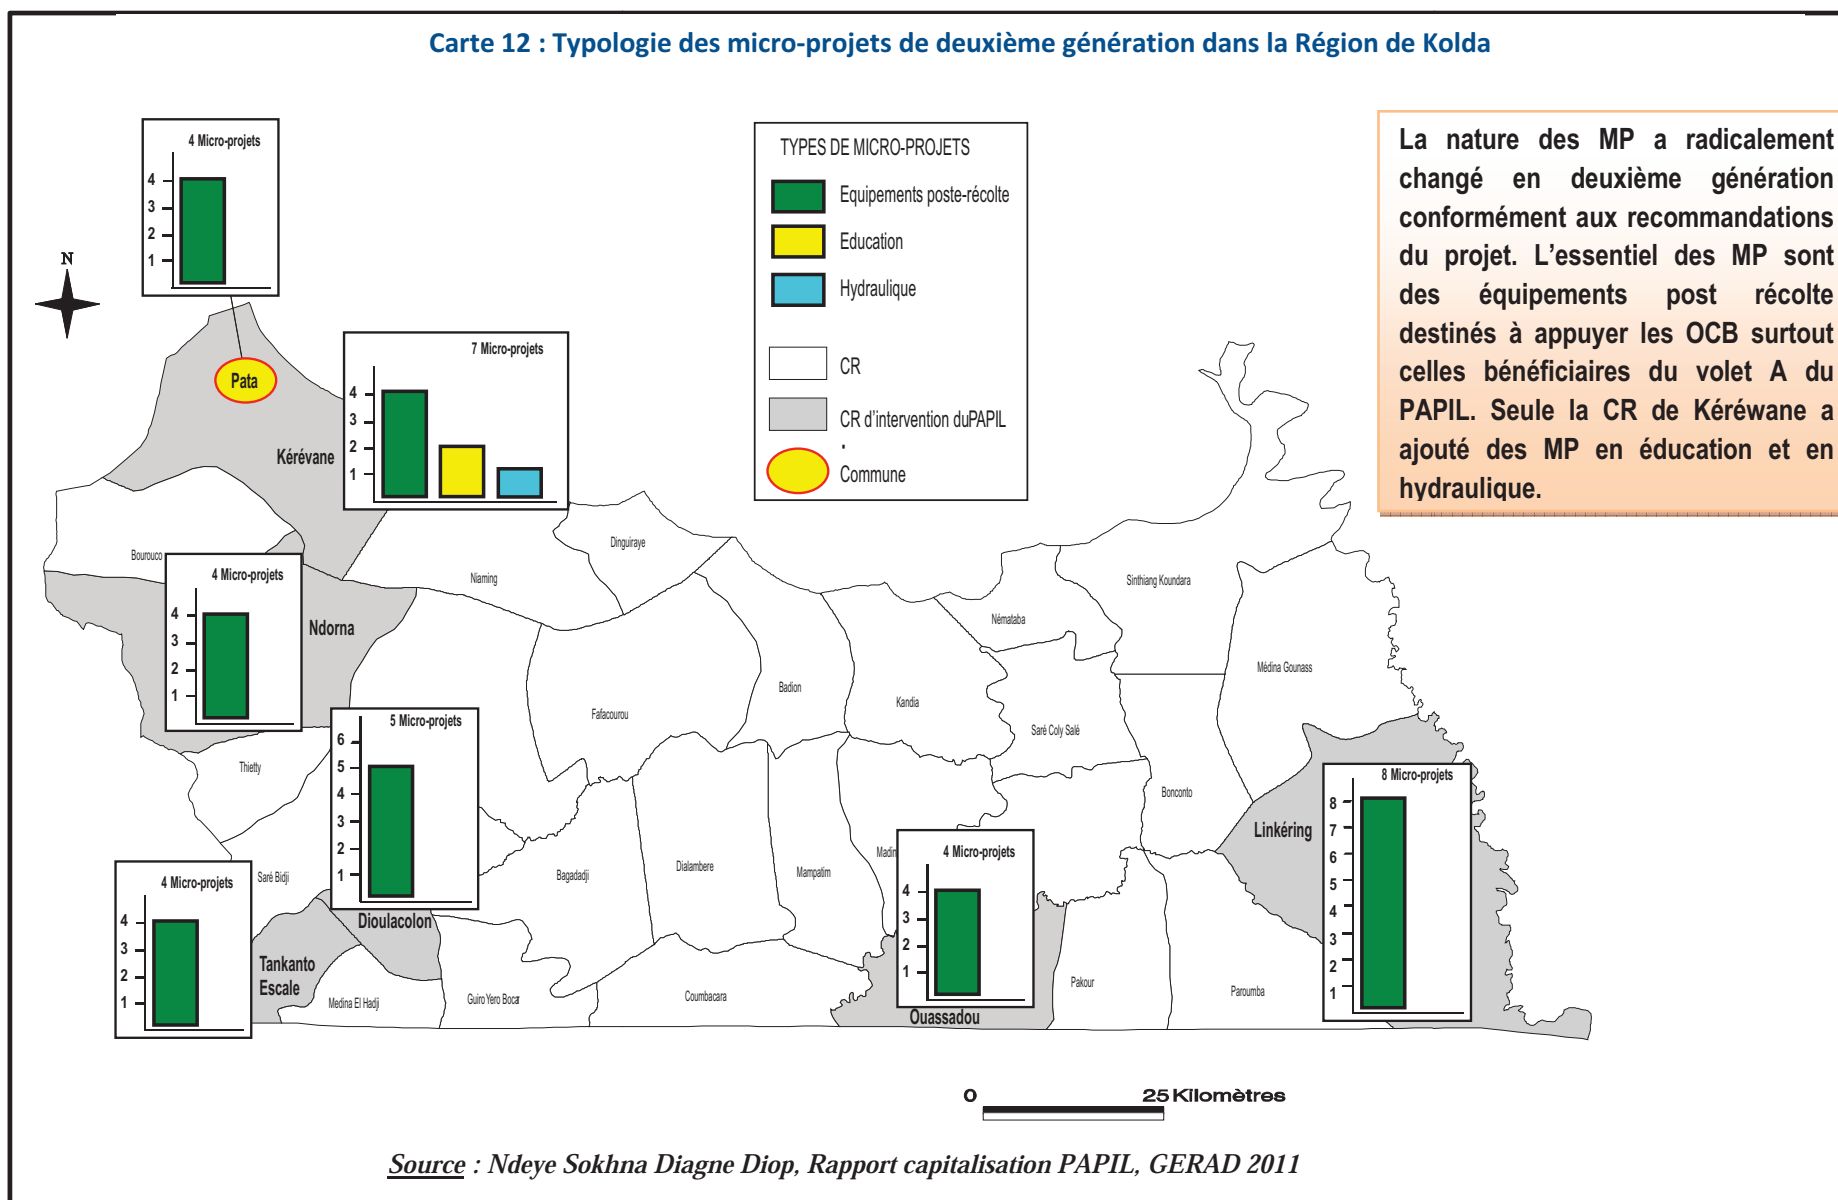 Carte 12 : Typologie des micro-projets de deuxième génération dans la Région de Kolda
4 Micro-projets
4
3
2
1
N
Pata
Kérévane
7 Micro-projets
4
3
2
1
TYPES DE MICRO-PROJETS
Equipements poste-récolte
Education
Hydraulique
CR
CR d'intervention duPAPIL
Commune
La nature des MP a radicalement
changé en deuxième génération
conformément aux recommandations
du projet. L'essentiel des MP sont
des équipements post récolte
destinés à appuyer les OCB surtout
celles bénéficiaires du volet A du
PAPIL. Seule la CR de Kéréwane a
ajouté des MP en éducation et en
hydraulique.
Bourouco
Niaming
Dinguiraye
Némataba
Sinthiang Koundara
Médina Gounass
4 Micro-projets
4
3
2
1
Ndorna
Fafacourou
Badion
Kandia
Saré Coly Salé
Bonconto
Thietty
5 Micro-projets
6
5
4
3
2
1
Dioulacolon
Saré Bidji
Bagadadji
Dialambere
Mampatim
Madin
4 Micro-projets
4
3
2
1
Ouassadou
Linkéring
8 Micro-projets
8
7
6
5
4
3
2
1
4 Micro-projets
4
3
2
1
Tankanto
Escale
Medina El Hadji
Guiro Yero Bocar
Coumbacara
Pakour
Paroumba
0 25 Kilomètres
Source : Ndeye Sokhna Diagne Diop, Rapport capitalisation PAPIL, GERAD 2011